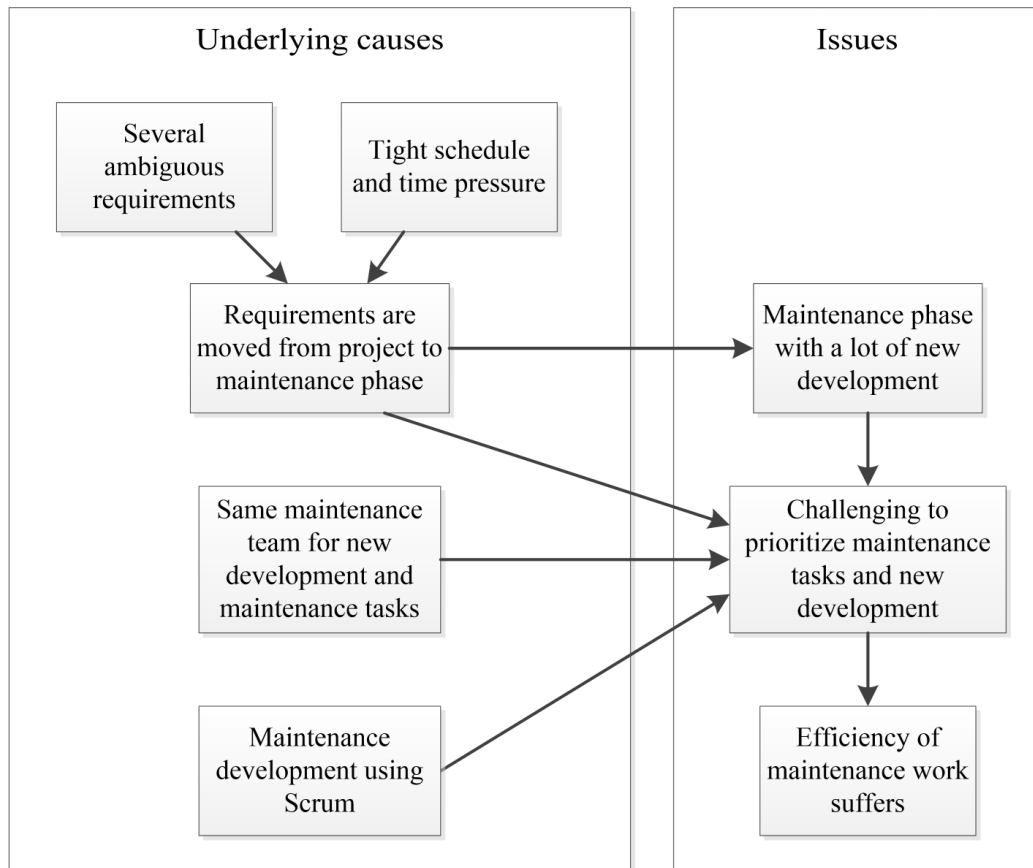 Underlying causes
Several
ambiguous
requirements
Tight schedule
and time pressure
Requirements are
moved from project to
maintenance phase
Same maintenance
team for new
development and
maintenance tasks
Maintenance
development using
Scrum
Issues
Maintenance phase
with a lot of new
development
Challenging to
prioritize maintenance
tasks and new
development
Efficiency of
maintenance work
suffers